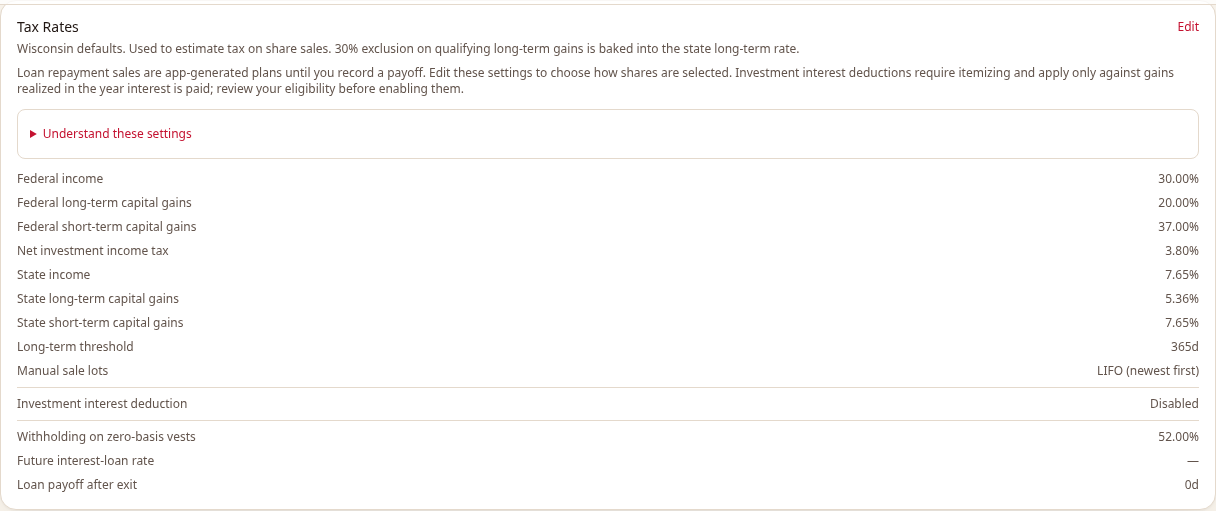 Tax Rates
Edit
Wisconsin defaults. Used to estimate tax on share sales. 30% exclusion on qualifying long-term gains is baked into the state long-term rate.
Loan repayment sales are app-generated plans until you record a payoff. Edit these settings to choose how shares are selected. Investment interest deductions require itemizing and apply only against gains
realized in the year interest is paid; review your eligibility before enabling them.
Understand these settings
Federal income 30.00%
Federal long-term capital gains 20.00%
Federal short-term capital gains 37.00%
Net investment income tax 3.80%
State income 7.65%
State long-term capital gains 5.36%
State short-term capital gains 7.65%
Long-term threshold 365d
Manual sale lots LIFO (newest first)
Investment interest deduction Disabled
Withholding on zero-basis vests 52.00%
Future interest-loan rate —
Loan payoff after exit 0d